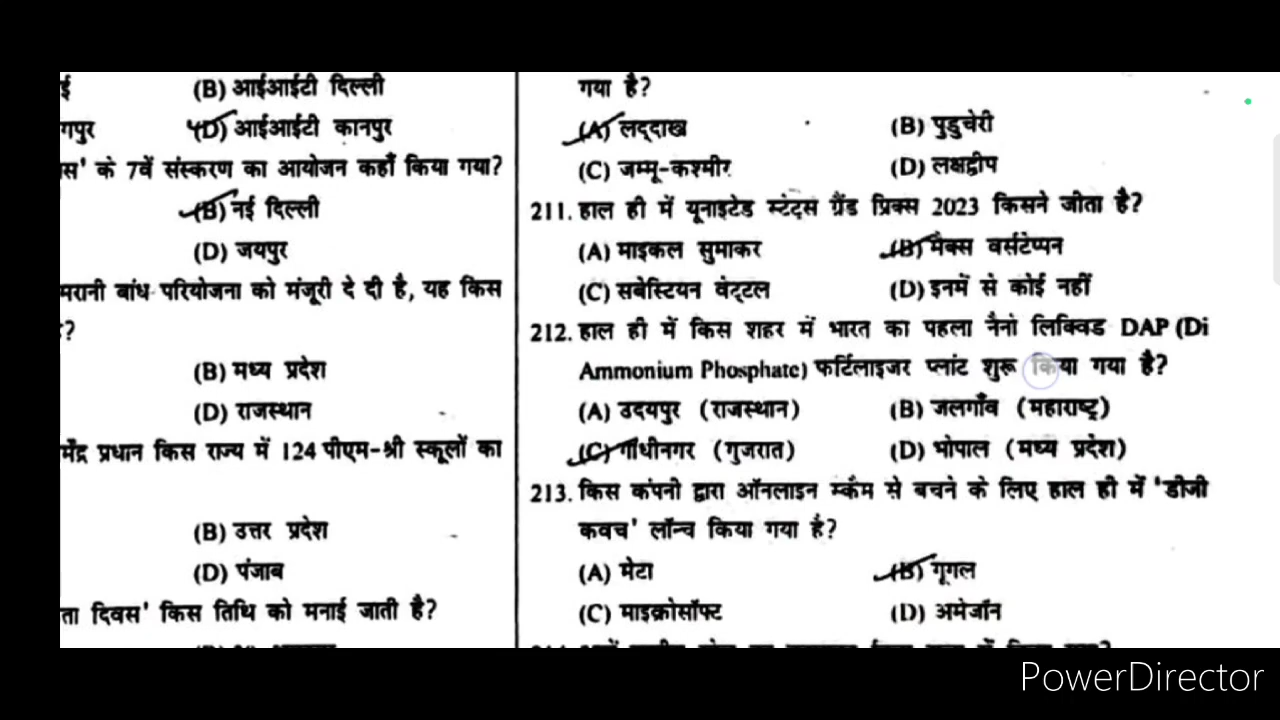 ई
(B) आईआईटी दिल्ली
गपुर
(D) आईआईटी कानपुर
स' के 7वें संस्करण का आयोजन कहाँ किया गया?
(B) नई दिल्ली
(D) जयपुर
मरानी बांध परियोजना को मंजूरी दे दी है, यह किस
?
(B) मध्य प्रदेश
(D) राजस्थान
र्मेंद्र प्रधान किस राज्य में 124 पीएम-श्री स्कूलों का
(B) उत्तर प्रदेश
(D) पंजाब
ता दिवस' किस तिथि को मनाई जाती है?
गया है?
(A) लद्दाख
(B) पुडुचेरी
(C) जम्मू-कश्मीर
(D) लक्षद्वीप
211. हाल ही में यूनाइटेड स्टेट्स ग्रैंड प्रिक्स 2023 किसने जीता है?
(A) माइकल सुमाकर
(B) मैक्स वर्सटेप्पन
(C) सबेस्टियन वेट्टल
(D) इनमें से कोई नहीं
212. हाल ही में किस शहर में भारत का पहला नैनो लिक्विड DAP (Di
Ammonium Phosphate) फर्टिलाइजर प्लांट शुरू किया गया है?
(A) उदयपुर (राजस्थान)
(B) जलगाँव (महाराष्ट्र)
(C) गाँधीनगर (गुजरात)
(D) भोपाल (मध्य प्रदेश)
213. किस कंपनी द्वारा ऑनलाइन स्कैम से बचने के लिए हाल ही में 'डीजी
कवच' लॉन्च किया गया है?
(A) मेटा
(B) गूगल
(C) माइक्रोसॉफ्ट
(D) अमेजॉन
PowerDirector